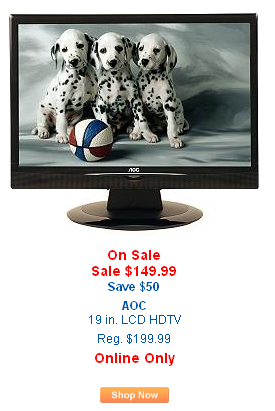 AOC
On Sale
Sale $149.99
Save $50
AOC
19 in. LCD HDTV
Reg. $199.99
Online Only
Shop Now